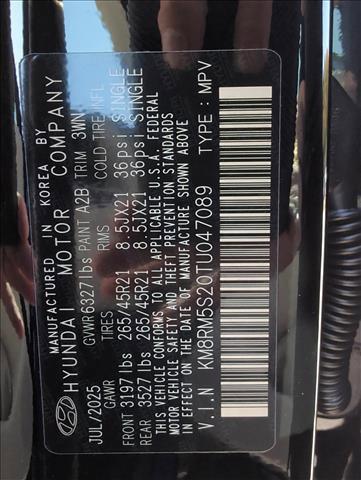 MANUFACTURED IN KOREA BY
HYUNDAI MOTOR COMPANY
JUL/2025 GVWR 6327 lbs PAINT A2B TRIM 3WN
GAWR TIRES RIMS COLD TIRE INFL
FRONT 3197 lbs 265/45R21 8.5JX21 36psi SINGLE
REAR 3527 lbs 265/45R21 8.5JX21 36psi SINGLE
THIS VEHICLE CONFORMS TO ALL APPLICABLE U.S.A. FEDERAL
MOTOR VEHICLE SAFETY AND THEFT PREVENTION STANDARDS
IN EFFECT ON THE DATE OF MANUFACTURE SHOWN ABOVE
V.I.N KM8RM5S20TU047089 TYPE : MPV